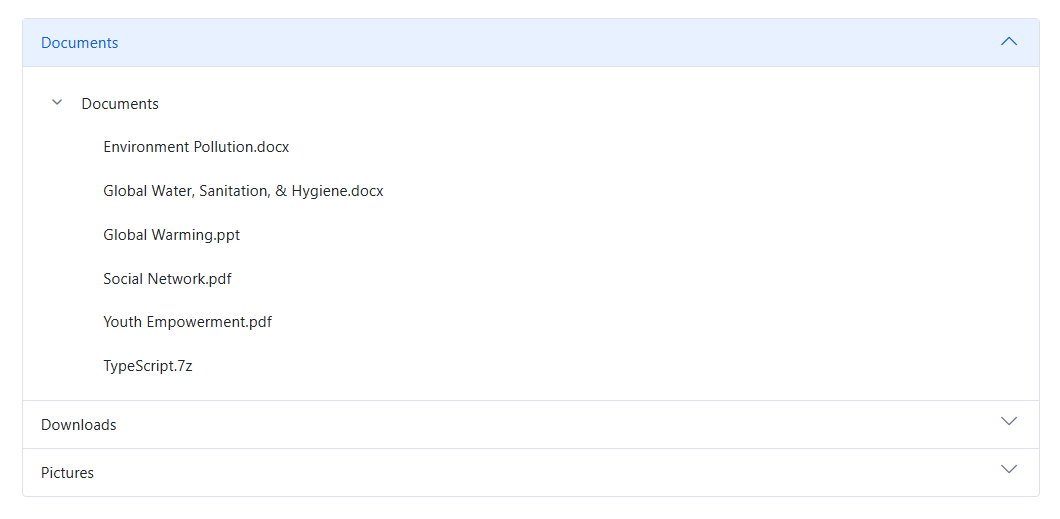 Documents
Documents
Environment Pollution.docx
Global Water, Sanitation, & Hygiene.docx
Global Warming.ppt
Social Network.pdf
Youth Empowerment.pdf
TypeScript.7z
Downloads
Pictures